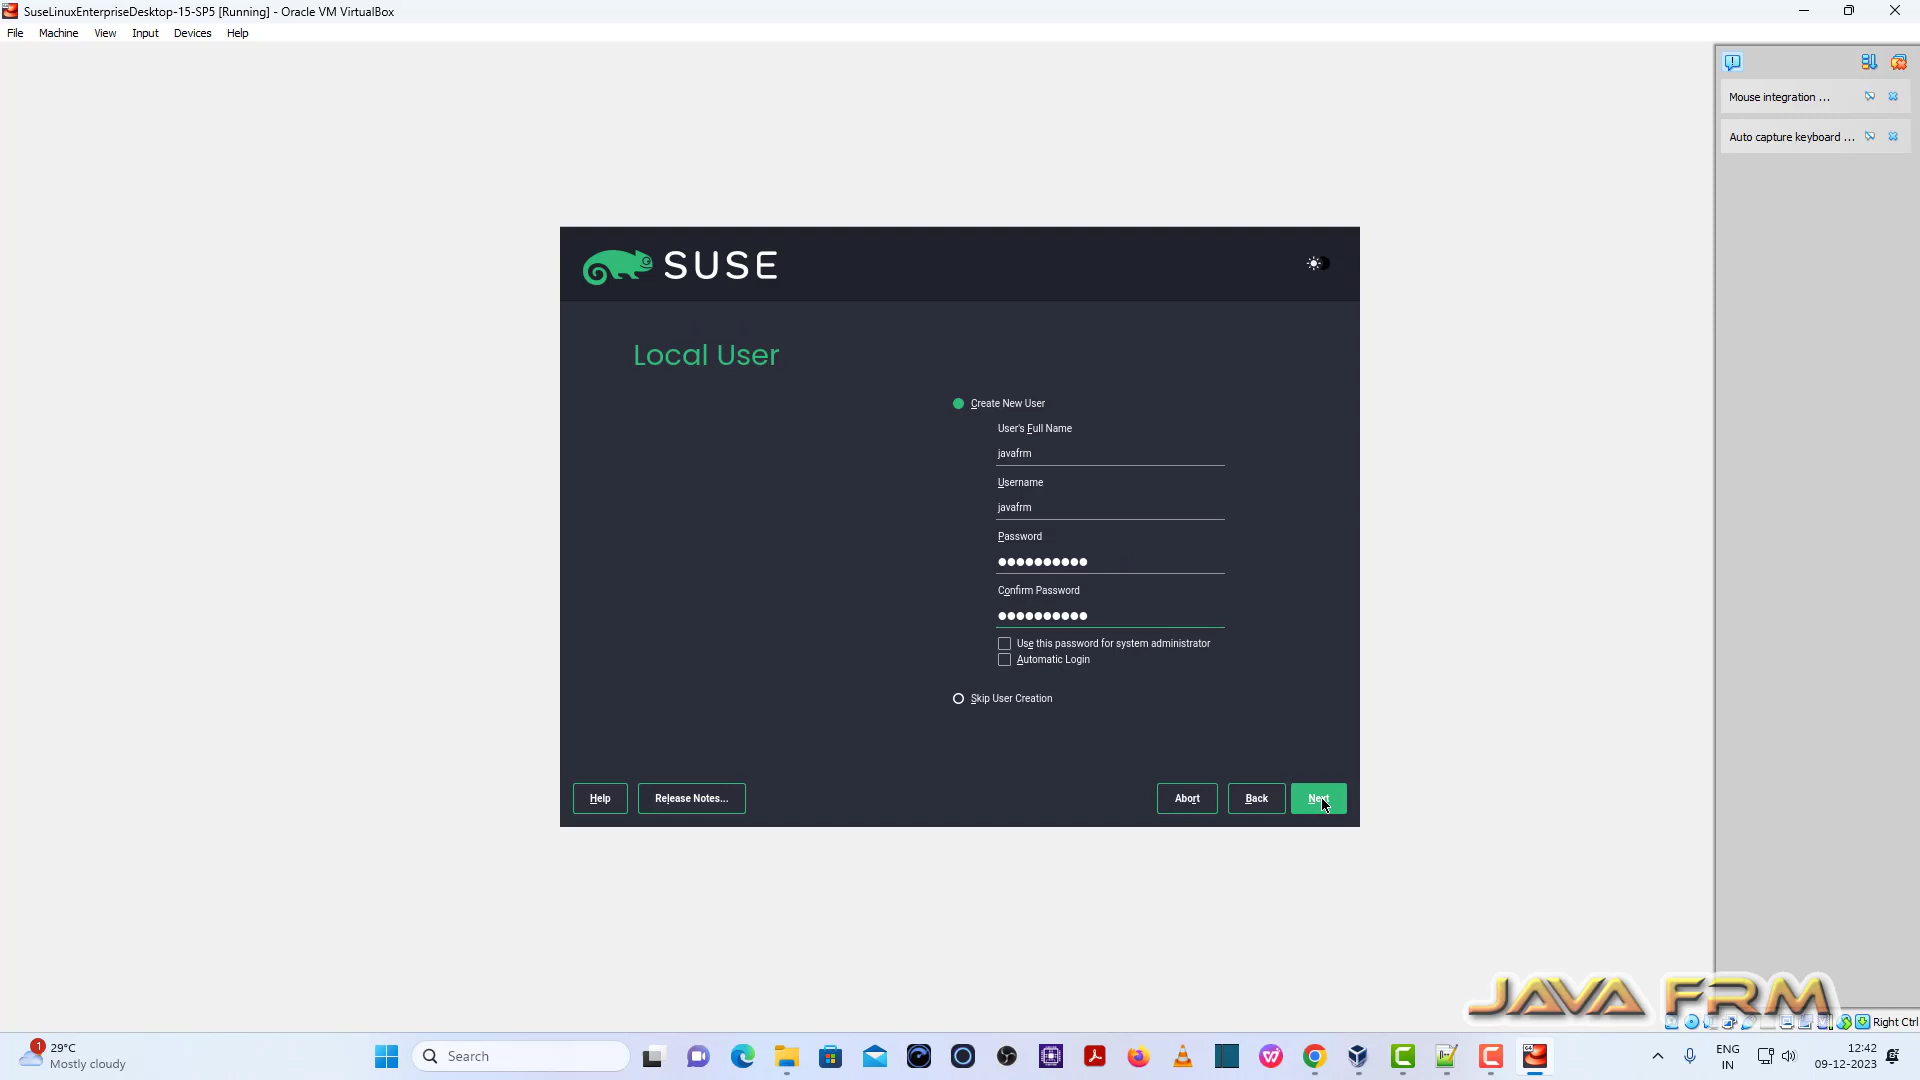 SuseLinuxEnterpriseDesktop-15-SP5 [Running] - Oracle VM VirtualBox
File Machine View Input Devices Help
Mouse integration ...
Auto capture keyboard ...
SUSE
Local User
Create New User
User's Full Name
javafrm
Username
javafrm
Password
Confirm Password
Use this password for system administrator
Automatic Login
Skip User Creation
Help Release Notes... Abort Back Next
JAVA FRM
Right Ctrl
1
29°C
Mostly cloudy
Search
ENG
IN
12:42
09-12-2023